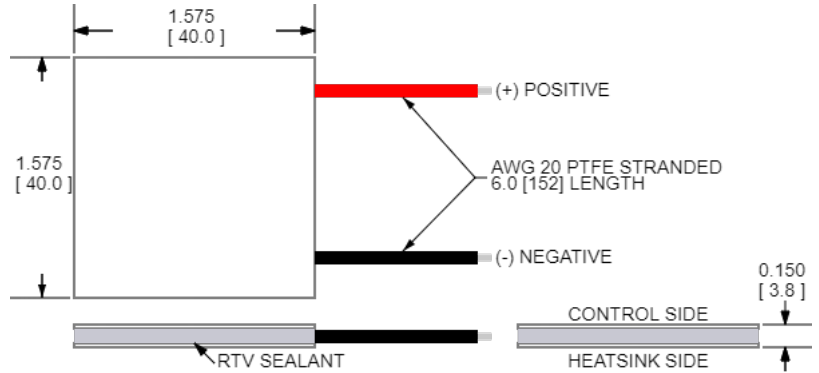 1.575
[ 40.0 ]
(+) POSITIVE
1.575
[ 40.0 ]
AWG 20 PTFE STRANDED
6.0 [152] LENGTH
(-) NEGATIVE
0.150
[ 3.8 ]
CONTROL SIDE
RTV SEALANT
HEATSINK SIDE